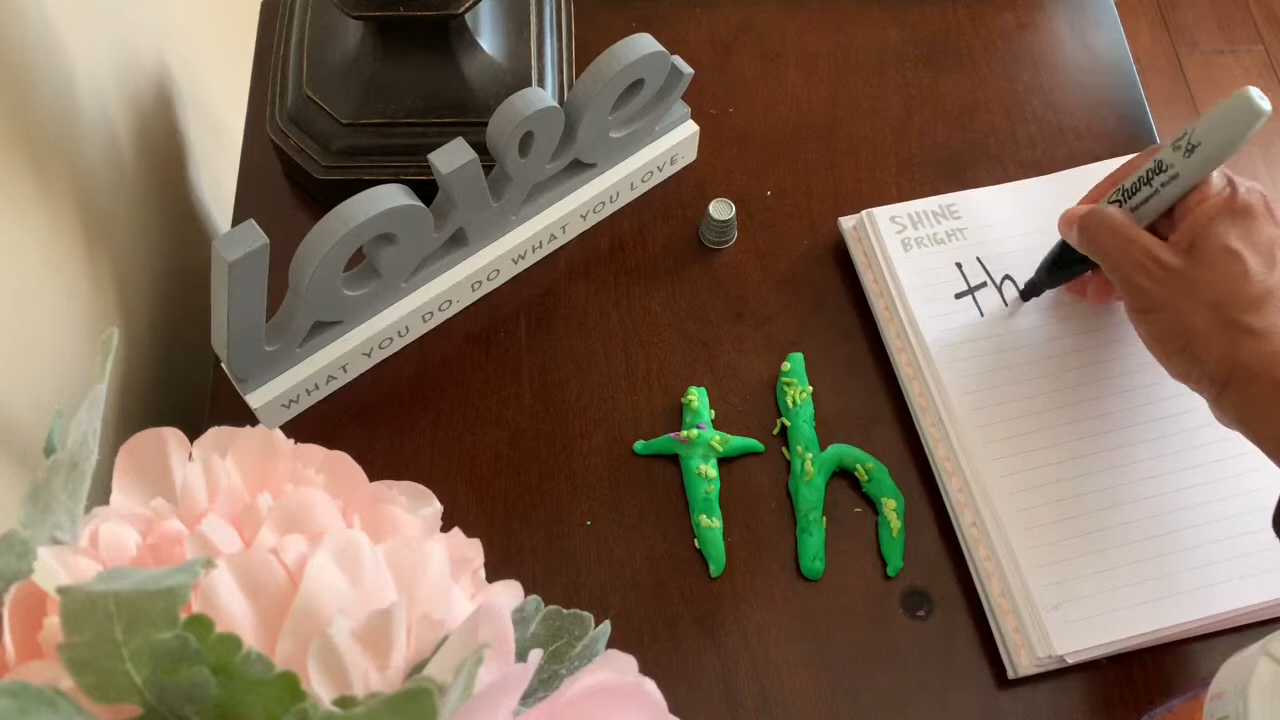 Love
WHAT YOU DO. DO WHAT YOU LOVE.
th
SHINE
BRIGHT
th
Sharpie